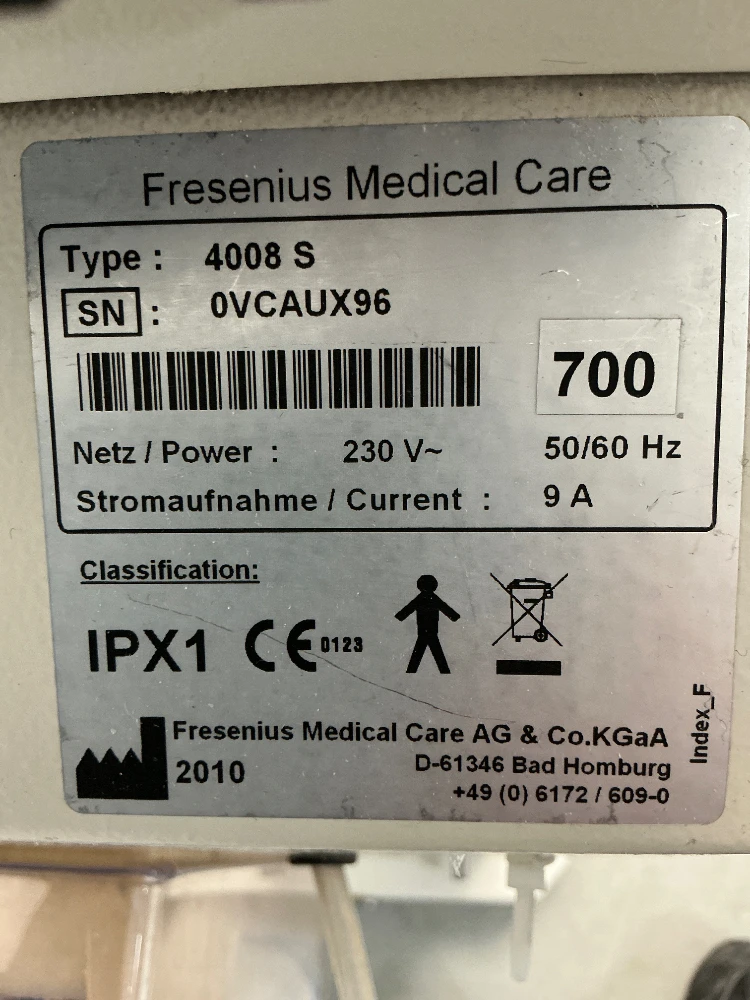 Fresenius Medical Care
Type : 4008 S
SN : 0VCAUX96
700
Netz / Power : 230 V~ 50/60 Hz
Stromaufnahme / Current : 9 A
Classification:
IPX1 CE 0123
Fresenius Medical Care AG & Co.KGaA
2010 D-61346 Bad Homburg
+49 (0) 6172 / 609-0
Index_F